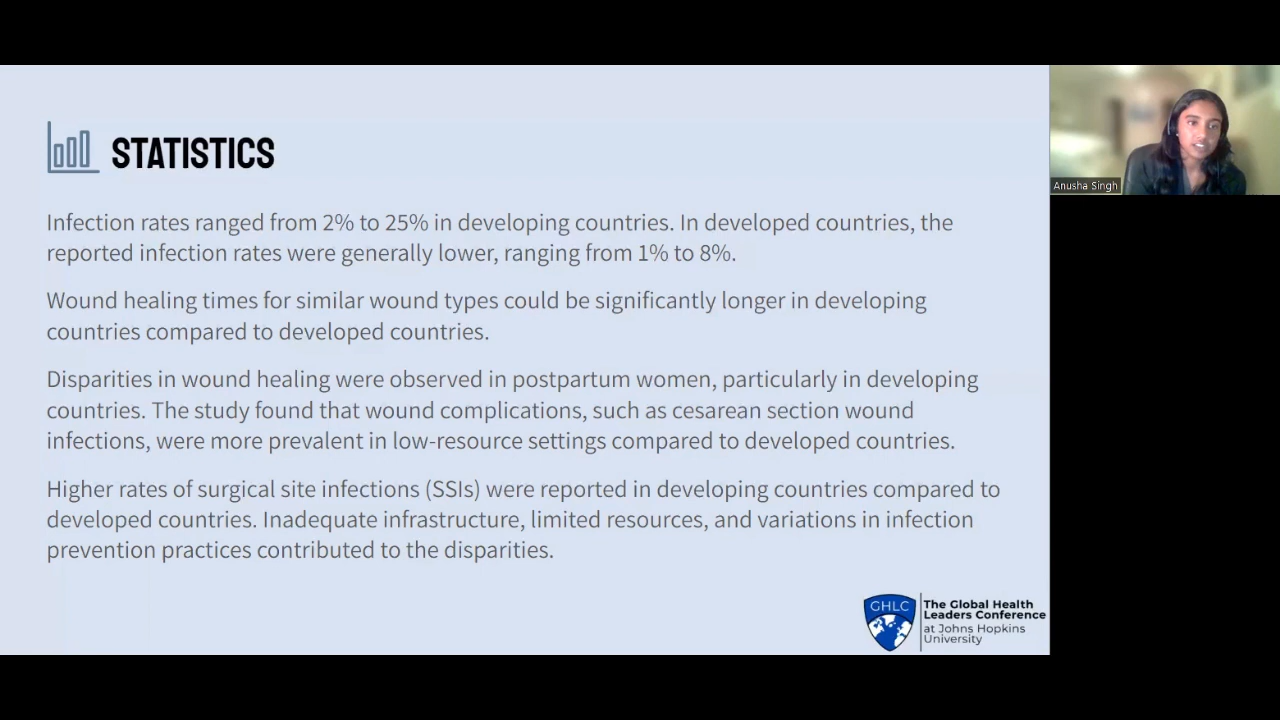 STATISTICS
Infection rates ranged from 2% to 25% in developing countries. In developed countries, the
reported infection rates were generally lower, ranging from 1% to 8%.
Wound healing times for similar wound types could be significantly longer in developing
countries compared to developed countries.
Disparities in wound healing were observed in postpartum women, particularly in developing
countries. The study found that wound complications, such as cesarean section wound
infections, were more prevalent in low-resource settings compared to developed countries.
Higher rates of surgical site infections (SSIs) were reported in developing countries compared to
developed countries. Inadequate infrastructure, limited resources, and variations in infection
prevention practices contributed to the disparities.
GHLC
The Global Health
Leaders Conference
at Johns Hopkins
University
Anusha Singh